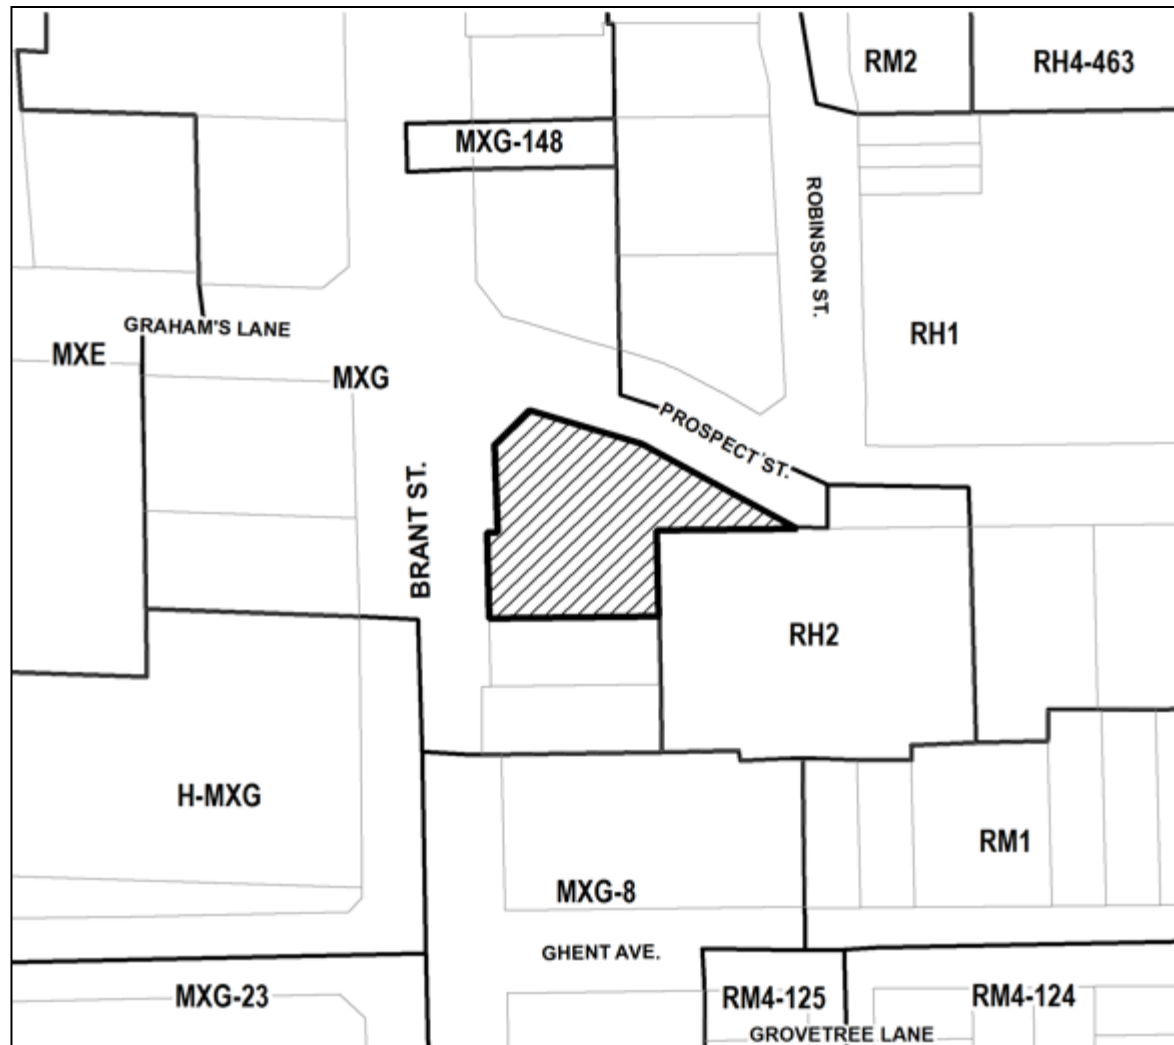 RM2
RH4-463
MXG-148
ROBINSON ST.
GRAHAM'S LANE
RH1
MXE
MXG
PROSPECT ST.
BRANT ST.
RH2
H-MXG
RM1
MXG-8
GHENT AVE.
MXG-23
RM4-125
RM4-124
GROVETREE LANE